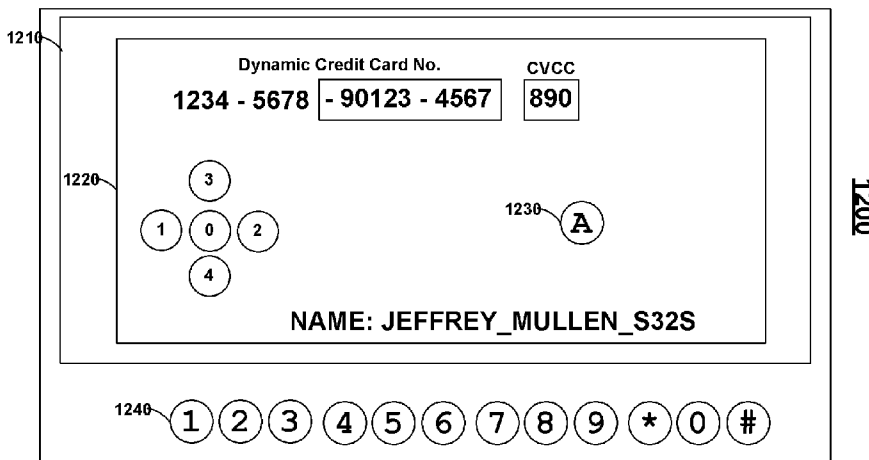 1210
Dynamic Credit Card No.
CVCC
1234 - 5678 - 90123 - 4567 890
1220
3
1 0 2
4
1230 A
1200
NAME: JEFFREY_MULLEN_S32S
1240 1 2 3 4 5 6 7 8 9 * 0 #